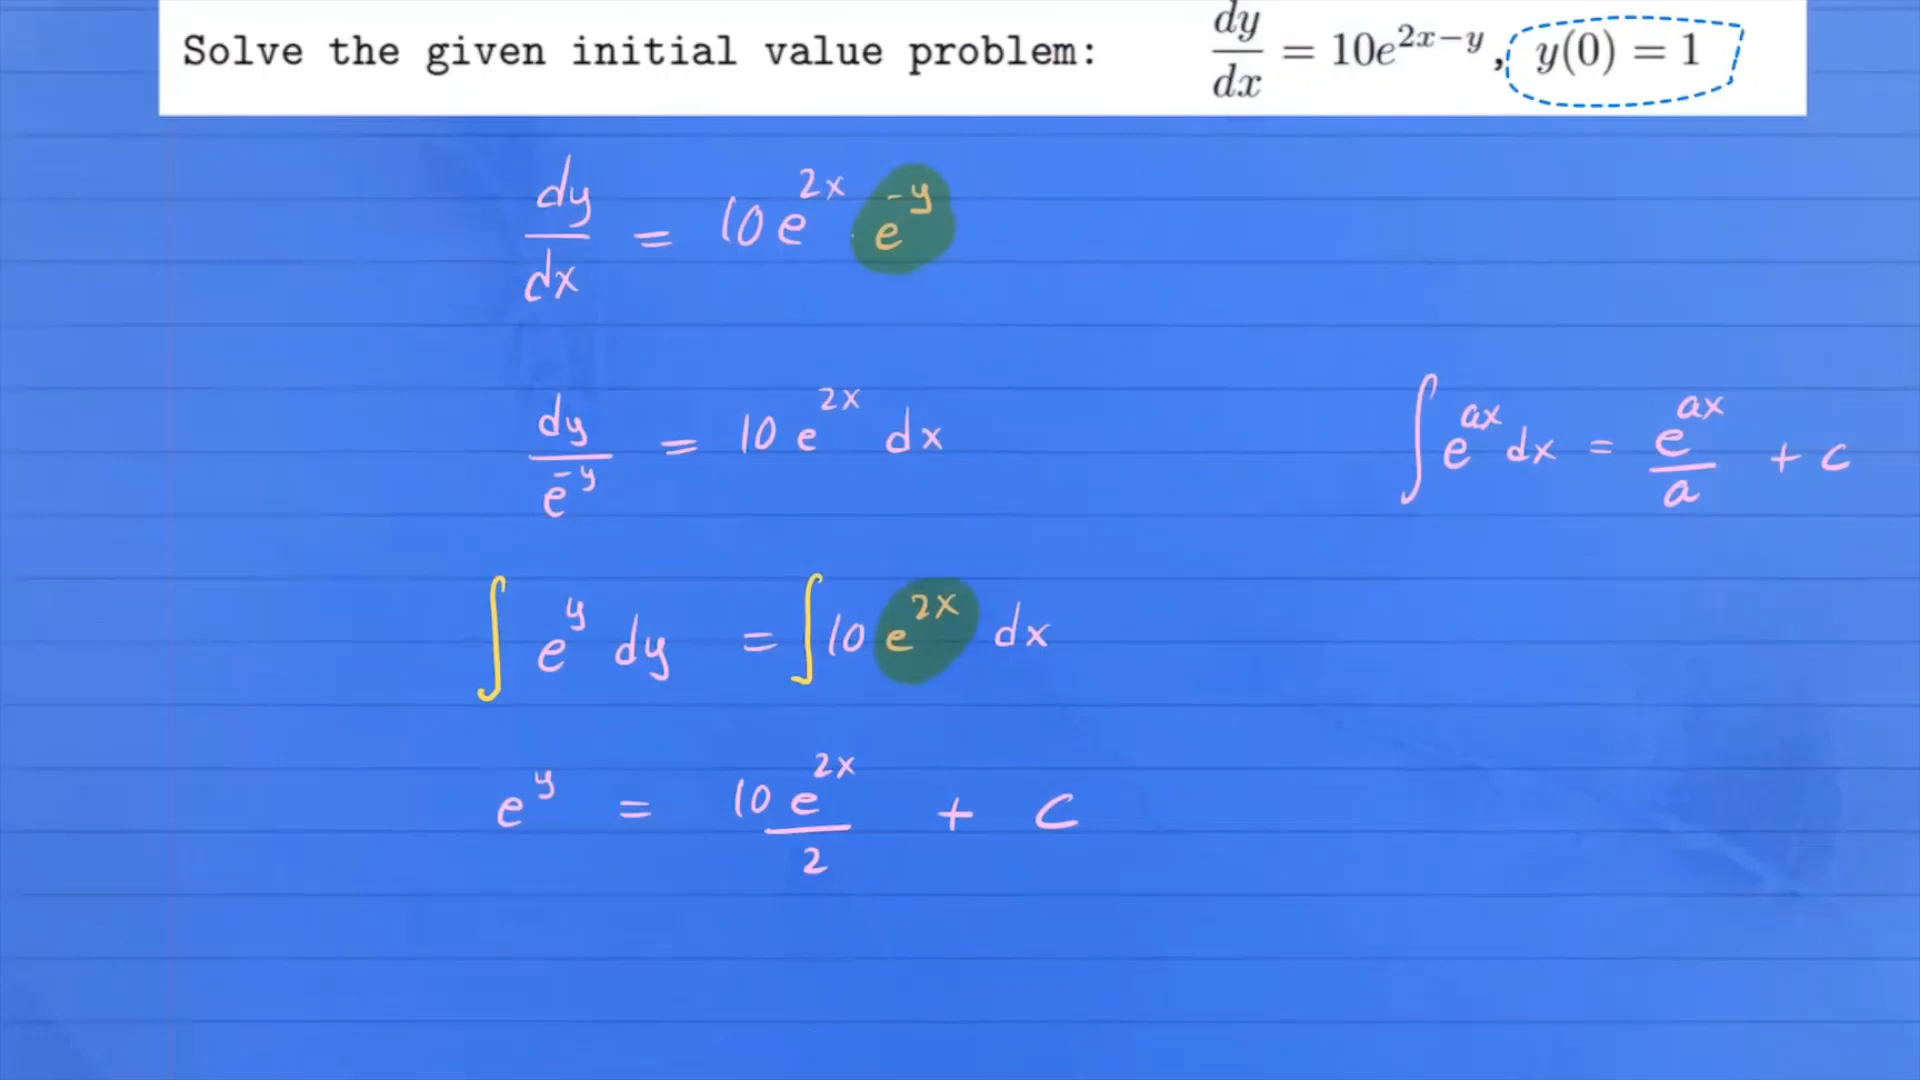 Solve the given initial value problem: dy/dx = 10e^{2x−y}, y(0) = 1
dy/dx = 10e^{2x} e^{-y}
dy/e^{-y} = 10 e^{2x} dx
∫e^{ax} dx = e^{ax}/a + c
∫ e^y dy = ∫10 e^{2x} dx
e^y = 10 e^{2x}/2 + C